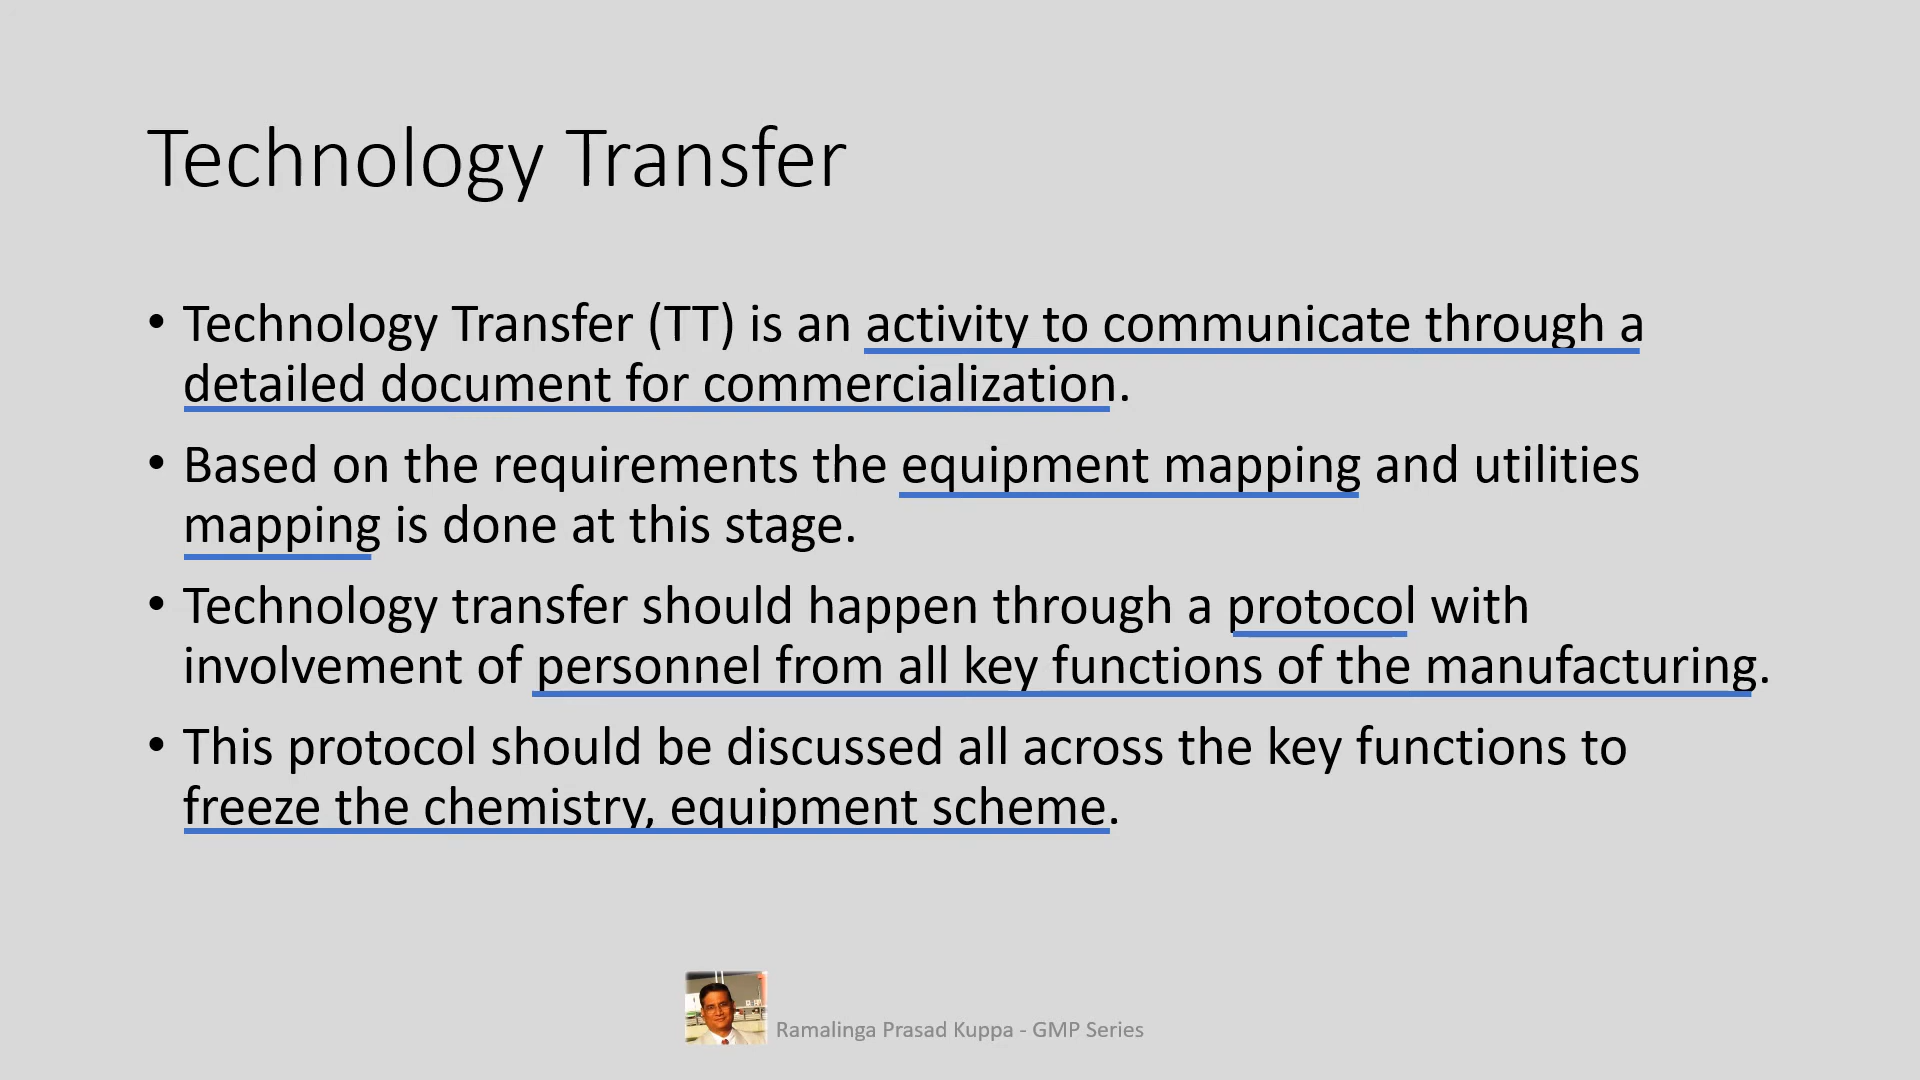 Technology Transfer
• Technology Transfer (TT) is an activity to communicate through a
detailed document for commercialization.
• Based on the requirements the equipment mapping and utilities
mapping is done at this stage.
• Technology transfer should happen through a protocol with
involvement of personnel from all key functions of the manufacturing.
• This protocol should be discussed all across the key functions to
freeze the chemistry, equipment scheme.
Ramalinga Prasad Kuppa - GMP Series